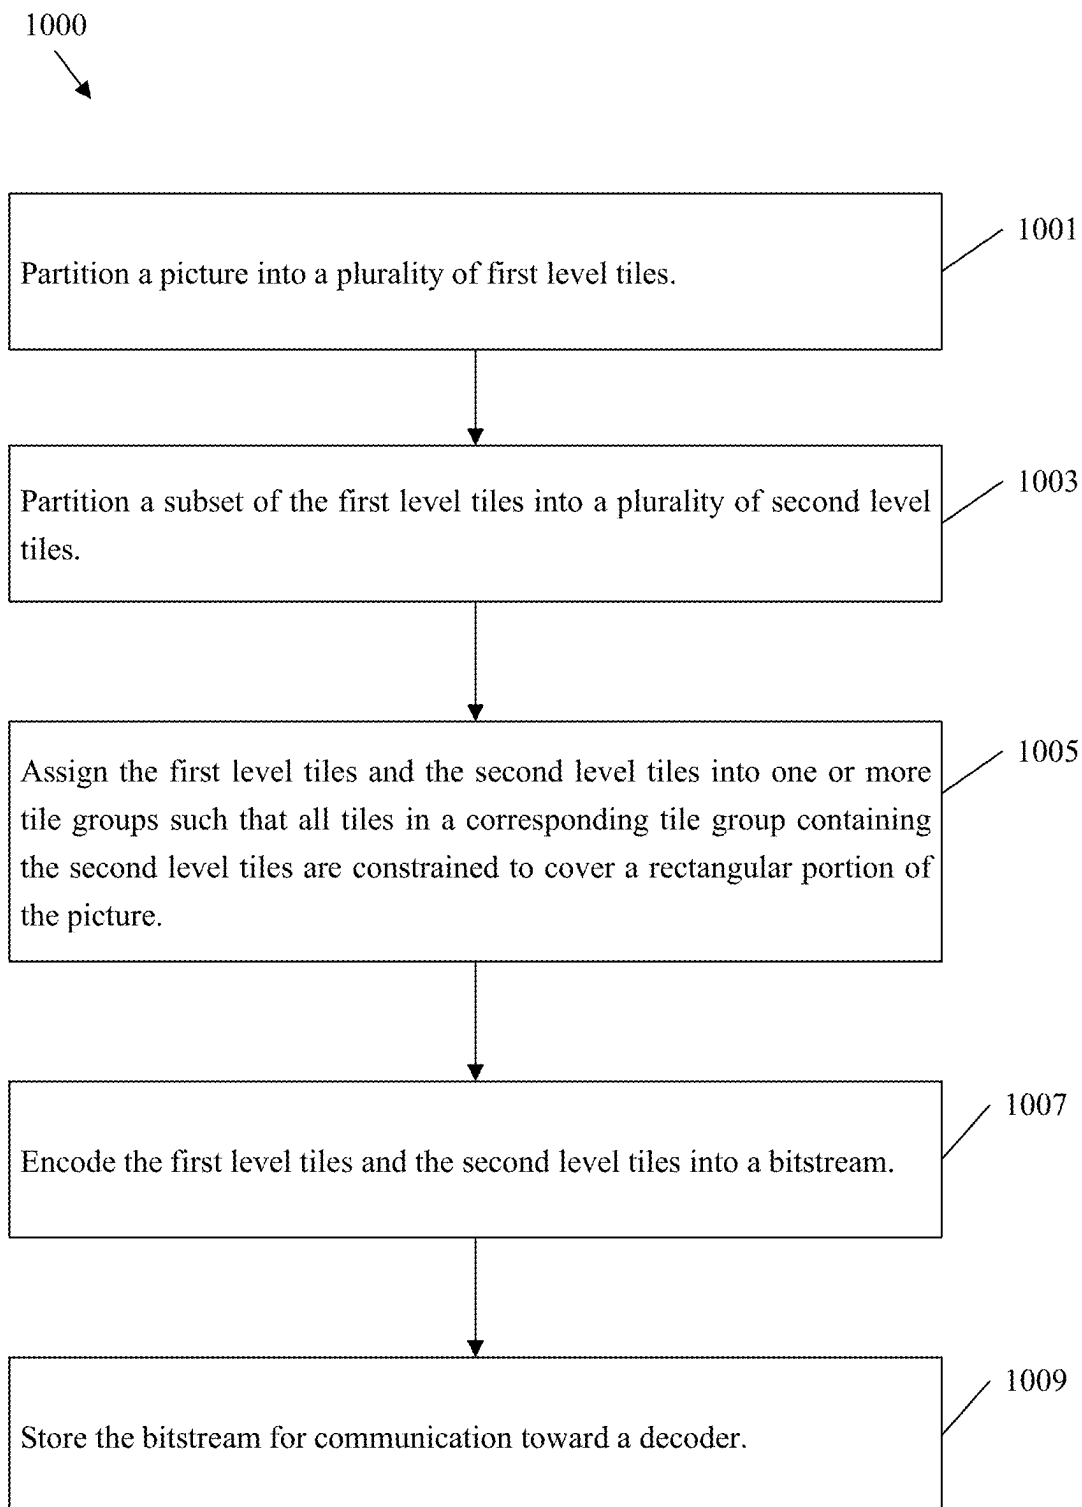 1000
1001
Partition a picture into a plurality of first level tiles.
1003
Partition a subset of the first level tiles into a plurality of second level
tiles.
1005
Assign the first level tiles and the second level tiles into one or more
tile groups such that all tiles in a corresponding tile group containing
the second level tiles are constrained to cover a rectangular portion of
the picture.
1007
Encode the first level tiles and the second level tiles into a bitstream.
1009
Store the bitstream for communication toward a decoder.